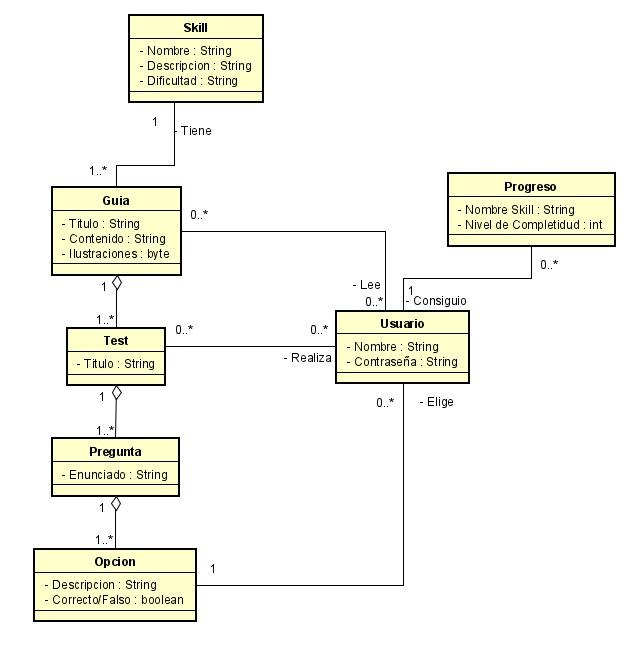 Skill
- Nombre : String
- Descripcion : String
- Dificultad : String
1
- Tiene
1..*
Guia
- Titulo : String
- Contenido : String
- Ilustraciones : byte
0..*
Progreso
- Nombre Skill : String
- Nivel de Completidud : int
0..*
1
- Consiguio
- Lee
0..*
1
1..*
Test
- Titulo : String
0..*
0..*
- Realiza
Usuario
- Nombre : String
- Contraseña : String
1
1..*
0..*
- Elige
Pregunta
- Enunciado : String
1
1..*
Opcion
- Descripcion : String
- Correcto/Falso : boolean
1